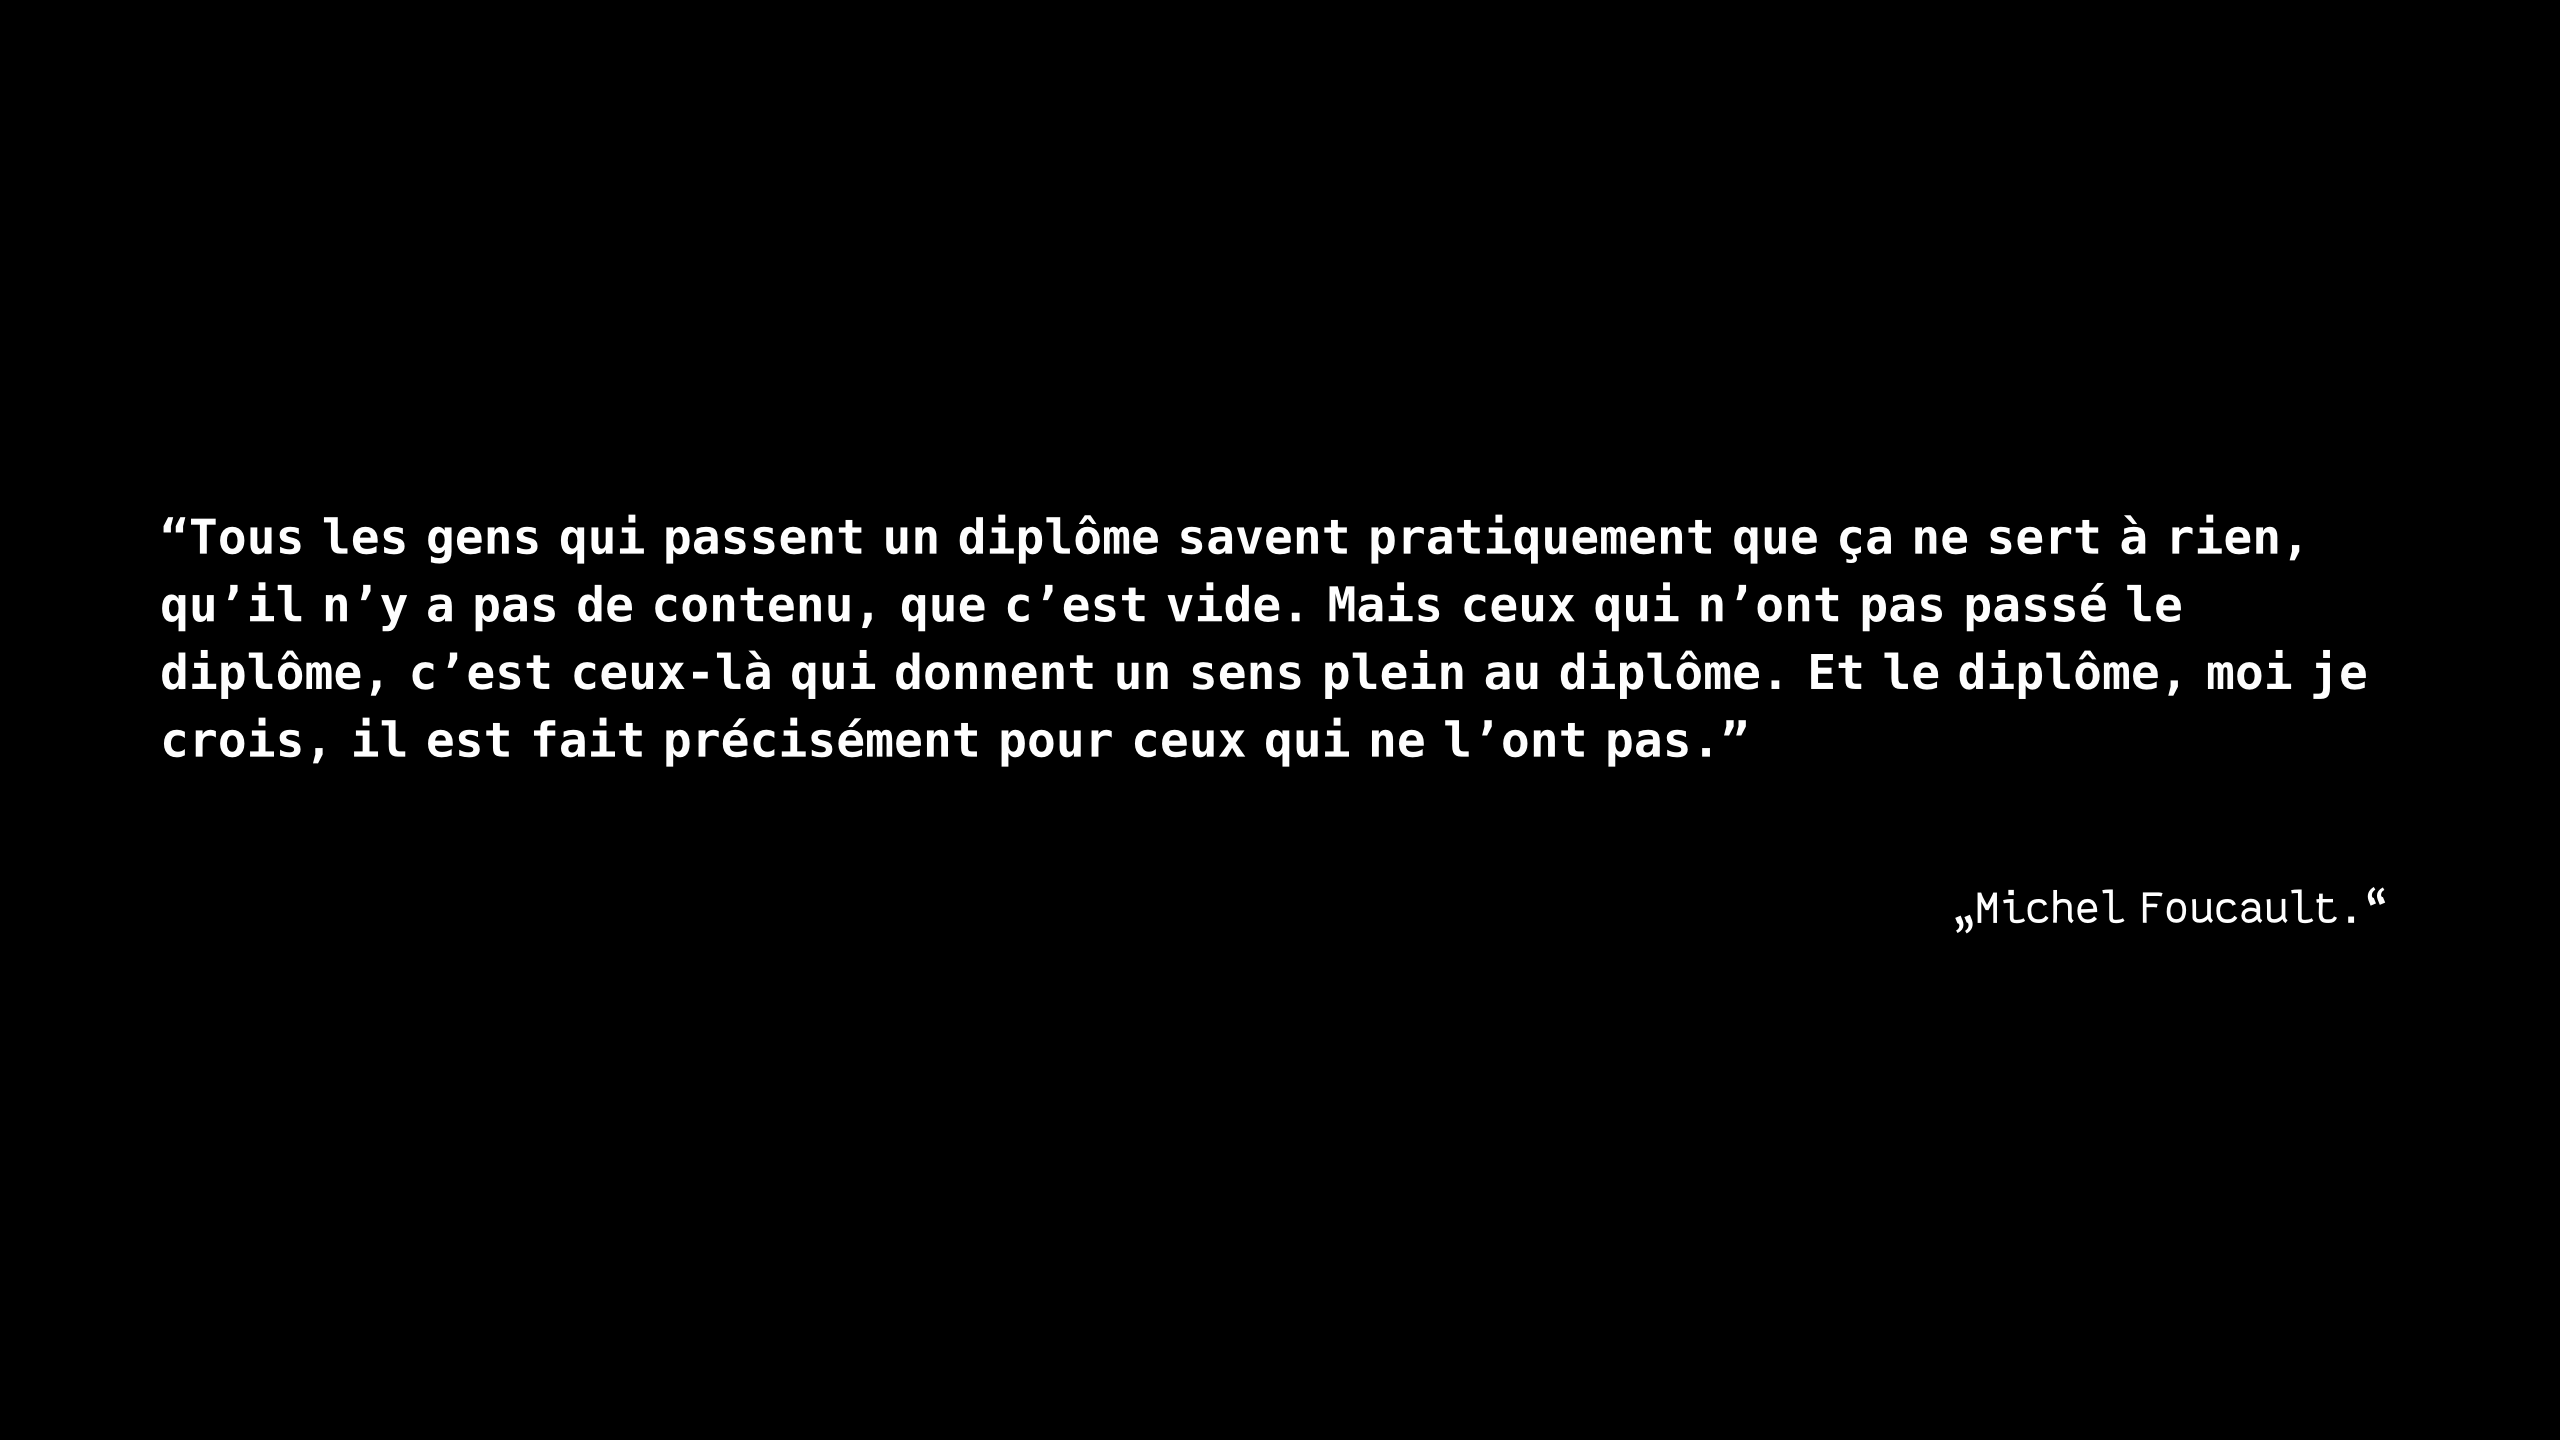 “Tous les gens qui passent un diplôme savent pratiquement que ça ne sert à rien,
qu’il n’y a pas de contenu, que c’est vide. Mais ceux qui n’ont pas passé le
diplôme, c’est ceux-là qui donnent un sens plein au diplôme. Et le diplôme, moi je
crois, il est fait précisément pour ceux qui ne l’ont pas.”
„Michel Foucault.“